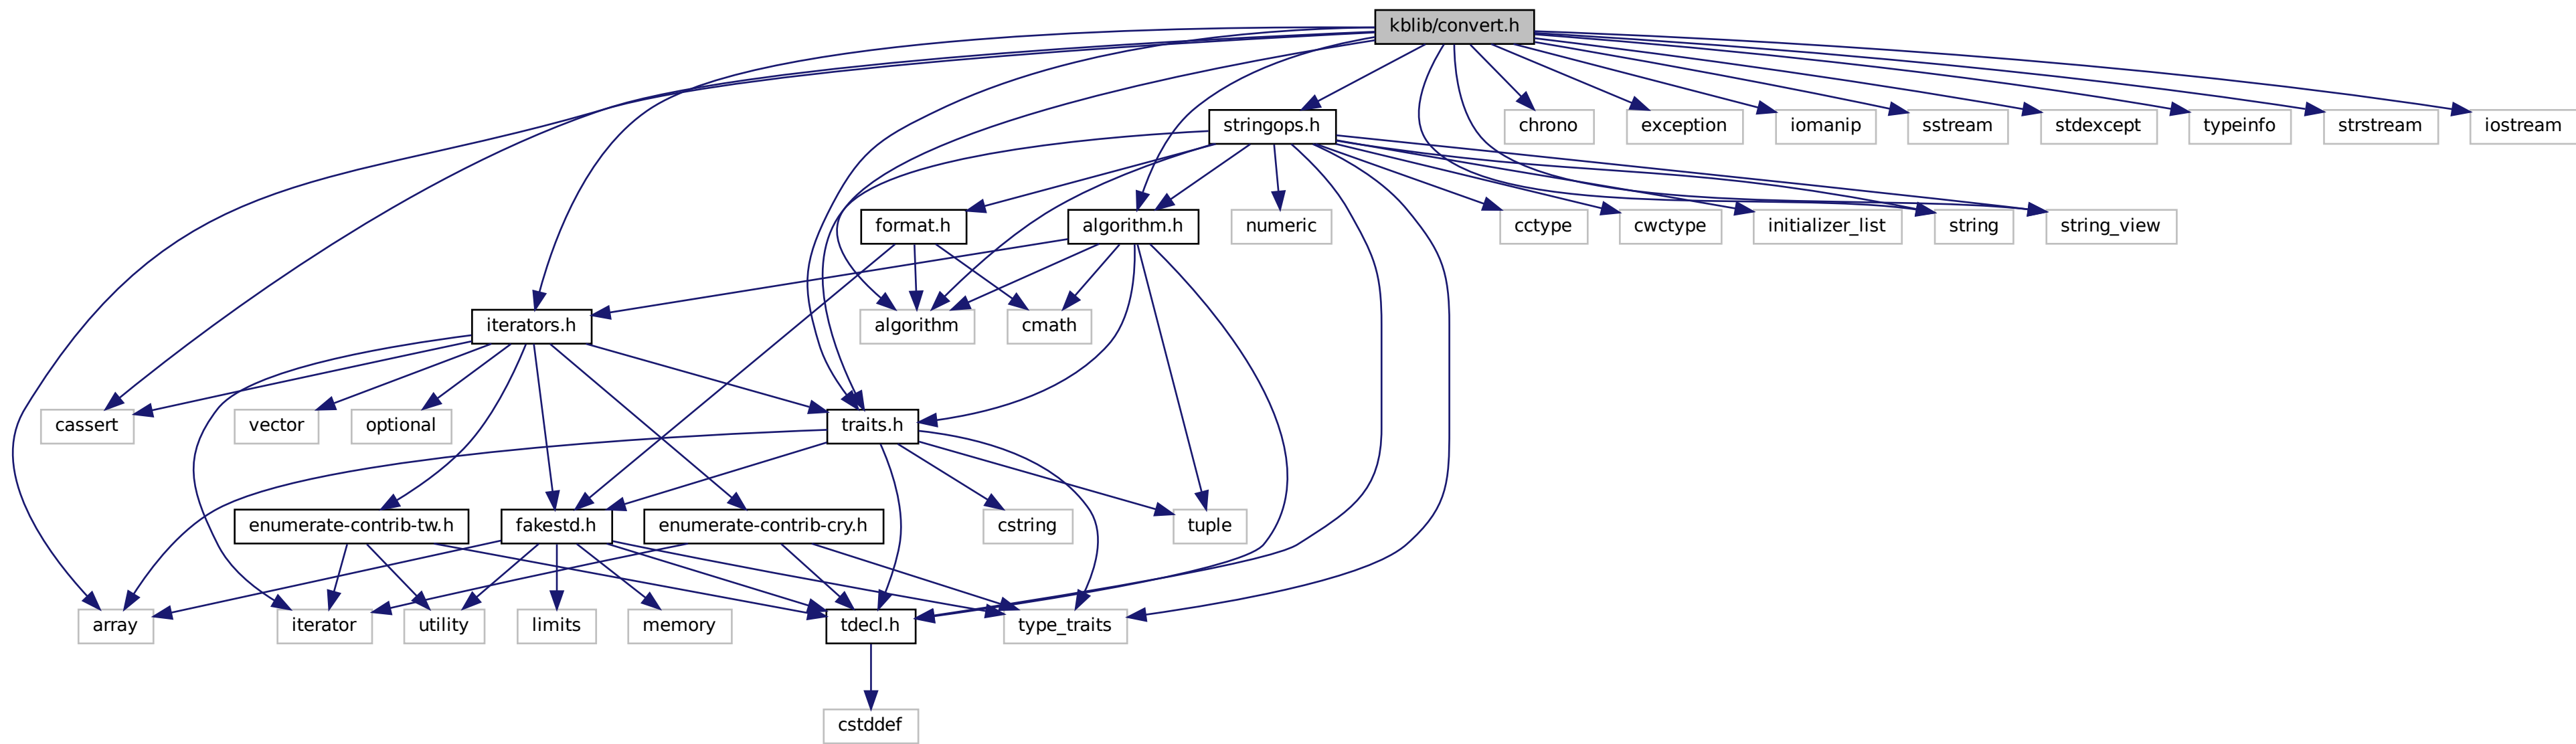 kblib/convert.h
stringops.h
chrono
exception
iomanip
sstream
stdexcept
typeinfo
strstream
iostream
format.h
algorithm.h
numeric
cctype
cwctype
initializer_list
string
string_view
iterators.h
algorithm
cmath
cassert
vector
optional
traits.h
enumerate-contrib-tw.h
fakestd.h
enumerate-contrib-cry.h
cstring
tuple
array
iterator
utility
limits
memory
tdecl.h
type_traits
cstddef